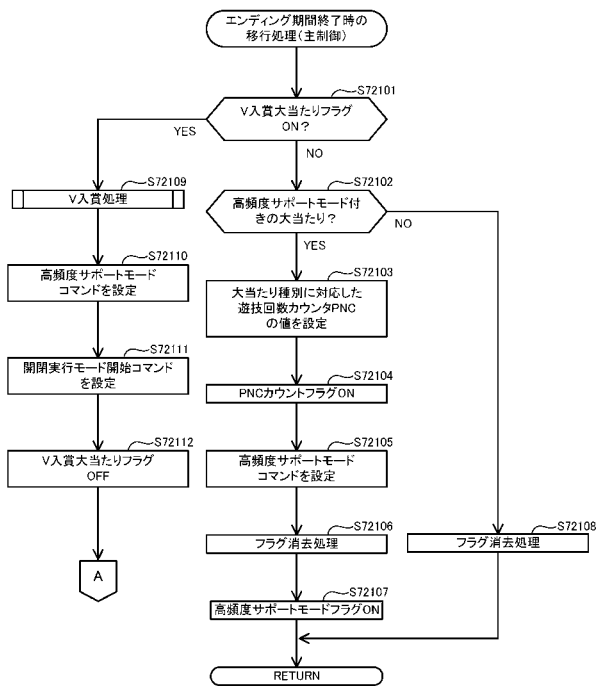 エンディング期間終了時の
移行処理(主制御)
S72101
V入賞大当たりフラグ
ON?
YES
NO
S72109
V入賞処理
S72102
高頻度サポートモード付
きの大当たり?
NO
YES
S72110
高頻度サポートモード
コマンドを設定
S72103
大当たり種別に対応した
遊技回数カウンタPNC
の値を設定
S72111
開閉実行モード開始コマンド
を設定
S72104
PNCカウントフラグON
S72112
V入賞大当たりフラグ
OFF
S72105
高頻度サポートモード
コマンドを設定
S72106
フラグ消去処理
S72108
フラグ消去処理
A
S72107
高頻度サポートモードフラグON
RETURN